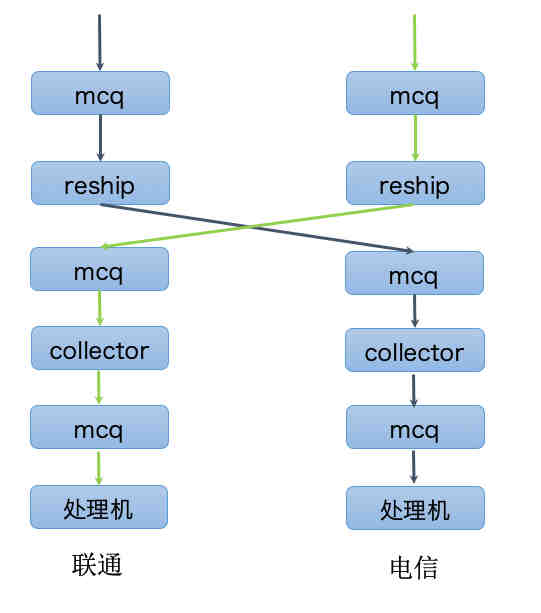 mcq
mcq
reship
reship
mcq
mcq
collector
collector
mcq
mcq
处理机
处理机
联通
电信